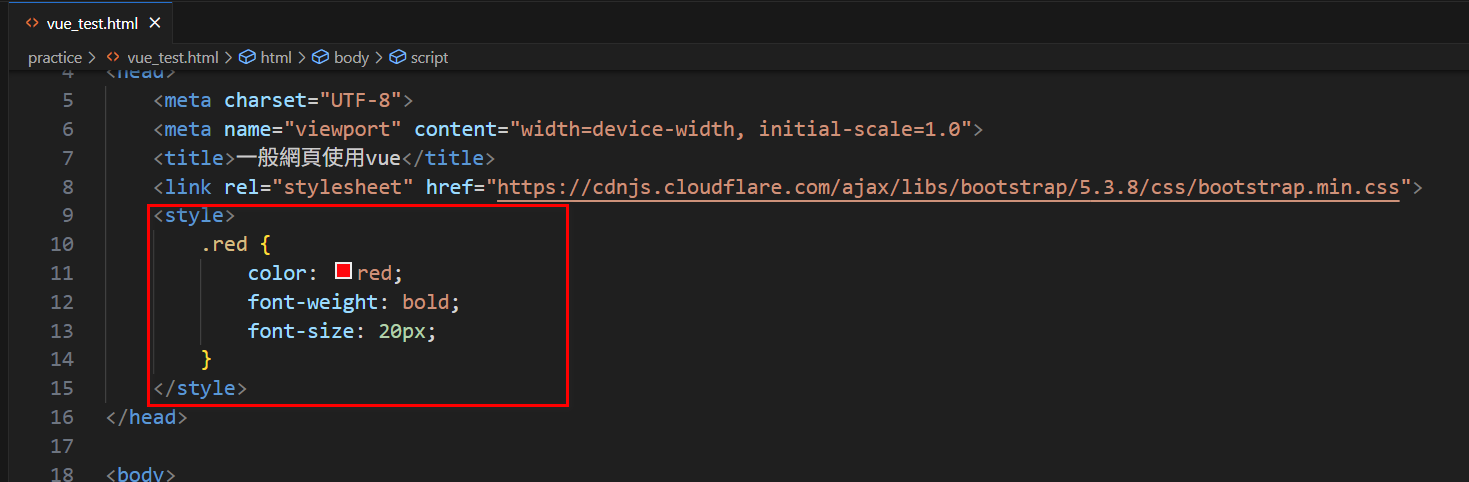 vue_test.html
practice > vue_test.html > html > body > script
4 <head>
5 <meta charset="UTF-8">
6 <meta name="viewport" content="width=device-width, initial-scale=1.0">
7 <title>一般網頁使用vue</title>
8 <link rel="stylesheet" href="https://cdnjs.cloudflare.com/ajax/libs/bootstrap/5.3.8/css/bootstrap.min.css">
9 <style>
10 .red {
11 color: red;
12 font-weight: bold;
13 font-size: 20px;
14 }
15 </style>
16 </head>
17
18 <body>